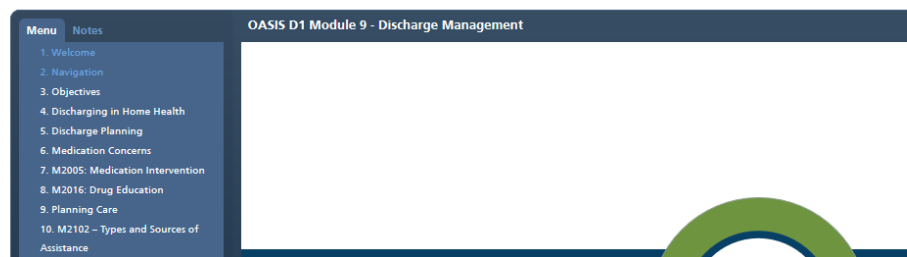 OASIS D1 Module 9 - Discharge Management
Menu
Notes
1. Welcome
2. Navigation
3. Objectives
4. Discharging in Home Health
5. Discharge Planning
6. Medication Concerns
7. M2005: Medication Intervention
8. M2016: Drug Education
9. Planning Care
10. M2102 – Types and Sources of
Assistance